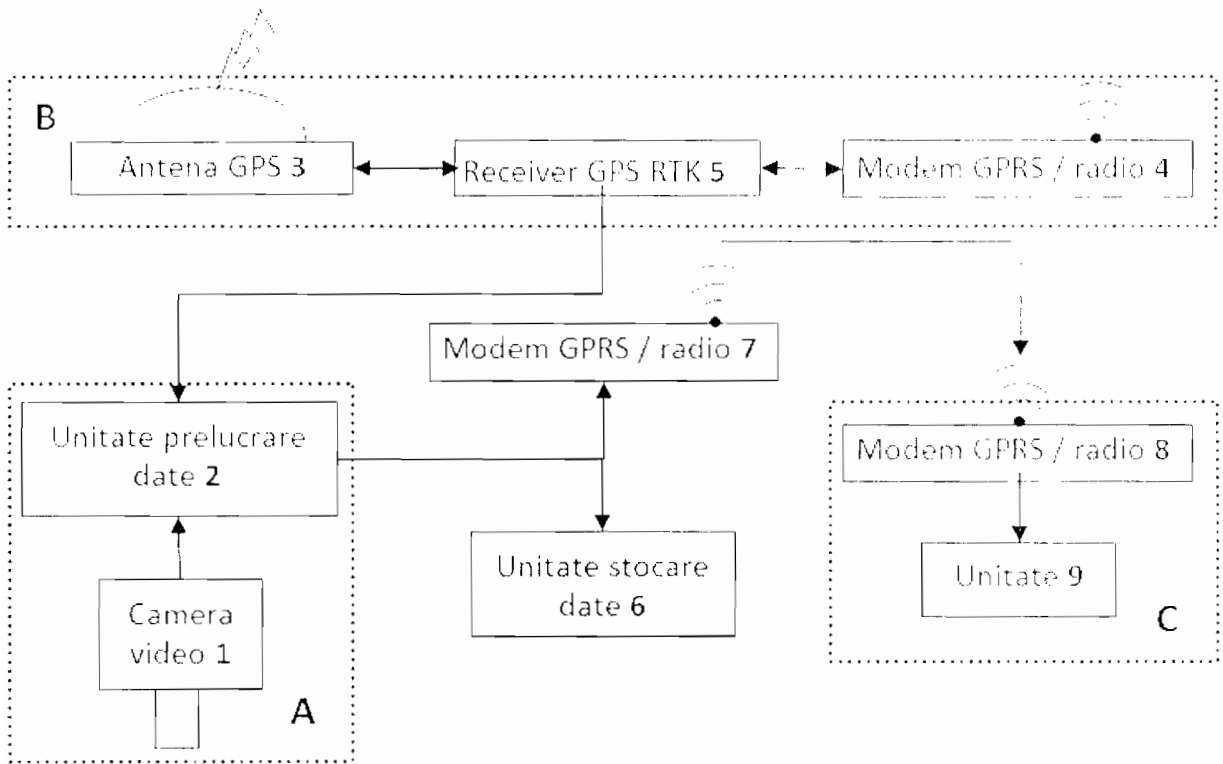 B
Antena GPS 3
Receiver GPS RTK 5
Modem GPRS / radio 4
Modem GPRS / radio 7
Unitate prelucrare
date 2
Modem GPRS / radio 8
Unitate stocare
date 6
Unitate 9
C
Camera
video 1
A